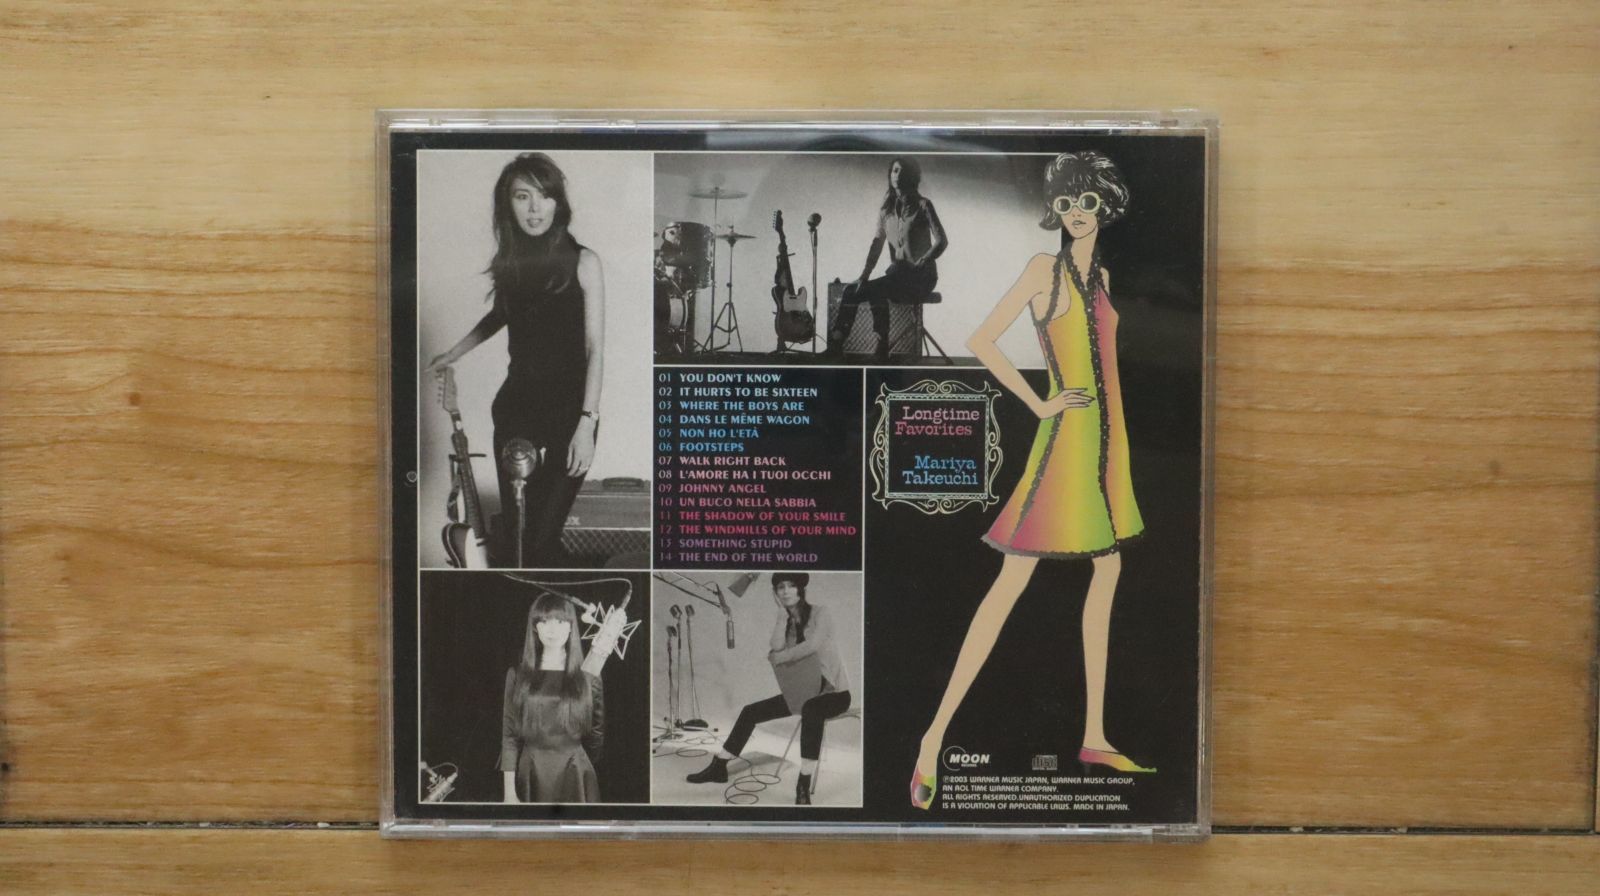 01 YOU DON'T KNOW
02 IT HURTS TO BE SIXTEEN
03 WHERE THE BOYS ARE
04 DANS LE MÊME WAGON
05 NON HO L'ETÀ
06 FOOTSTEPS
07 WALK RIGHT BACK
08 L'AMORE HA I TUOI OCCHI
09 JOHNNY ANGEL
10 UN BUCO NELLA SABBIA
11 THE SHADOW OF YOUR SMILE
12 THE WINDMILLS OF YOUR MIND
13 SOMETHING STUPID
14 THE END OF THE WORLD
Longtime
Favorites
Mariya
Takeuchi
MOON
RECORDS
℗2003 WARNER MUSIC JAPAN, WARNER MUSIC GROUP,
AN AOL TIME WARNER COMPANY.
ALL RIGHTS RESERVED.UNAUTHORIZED DUPLICATION
IS A VIOLATION OF APPLICABLE LAWS. MADE IN JAPAN.